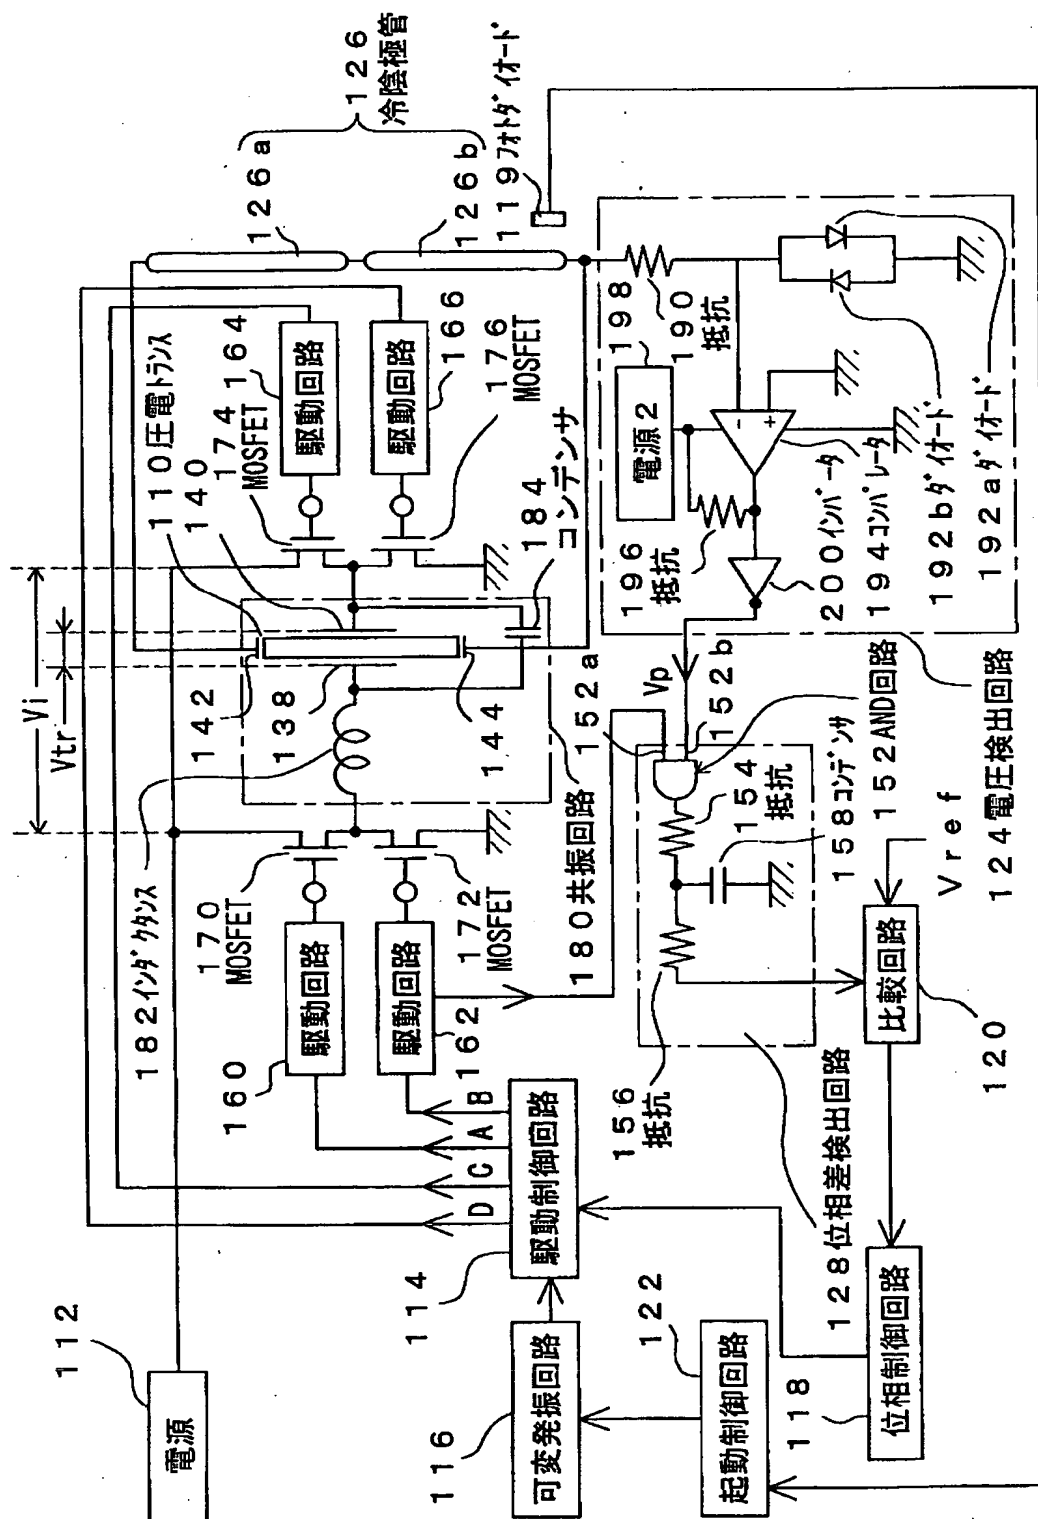 112
電源
182インダクタンス
Vi
Vtr
142
138
144
110圧電トランス
140
174
MOSFET
164
駆動回路
126a
126b
126
冷陰極管
119フォトダイオード
170
MOSFET
160
駆動回路
駆動回路
162
172
MOSFET
180共振回路
184
コンデンサ
駆動回路
166
176
MOSFET
114
D
C
A
B
駆動制御回路
116
可変発振回路
122
起動制御回路
118
位相制御回路
128位相差検出回路
156
抵抗
152a
Vp
152b
154
抵抗
158コンデンサ
152AND回路
Vref
比較回路
120
124電圧検出回路
198
電源2
190
抵抗
196
抵抗
-
+
200インバータ
194コンパレータ
192bダイオード
192aダイオード